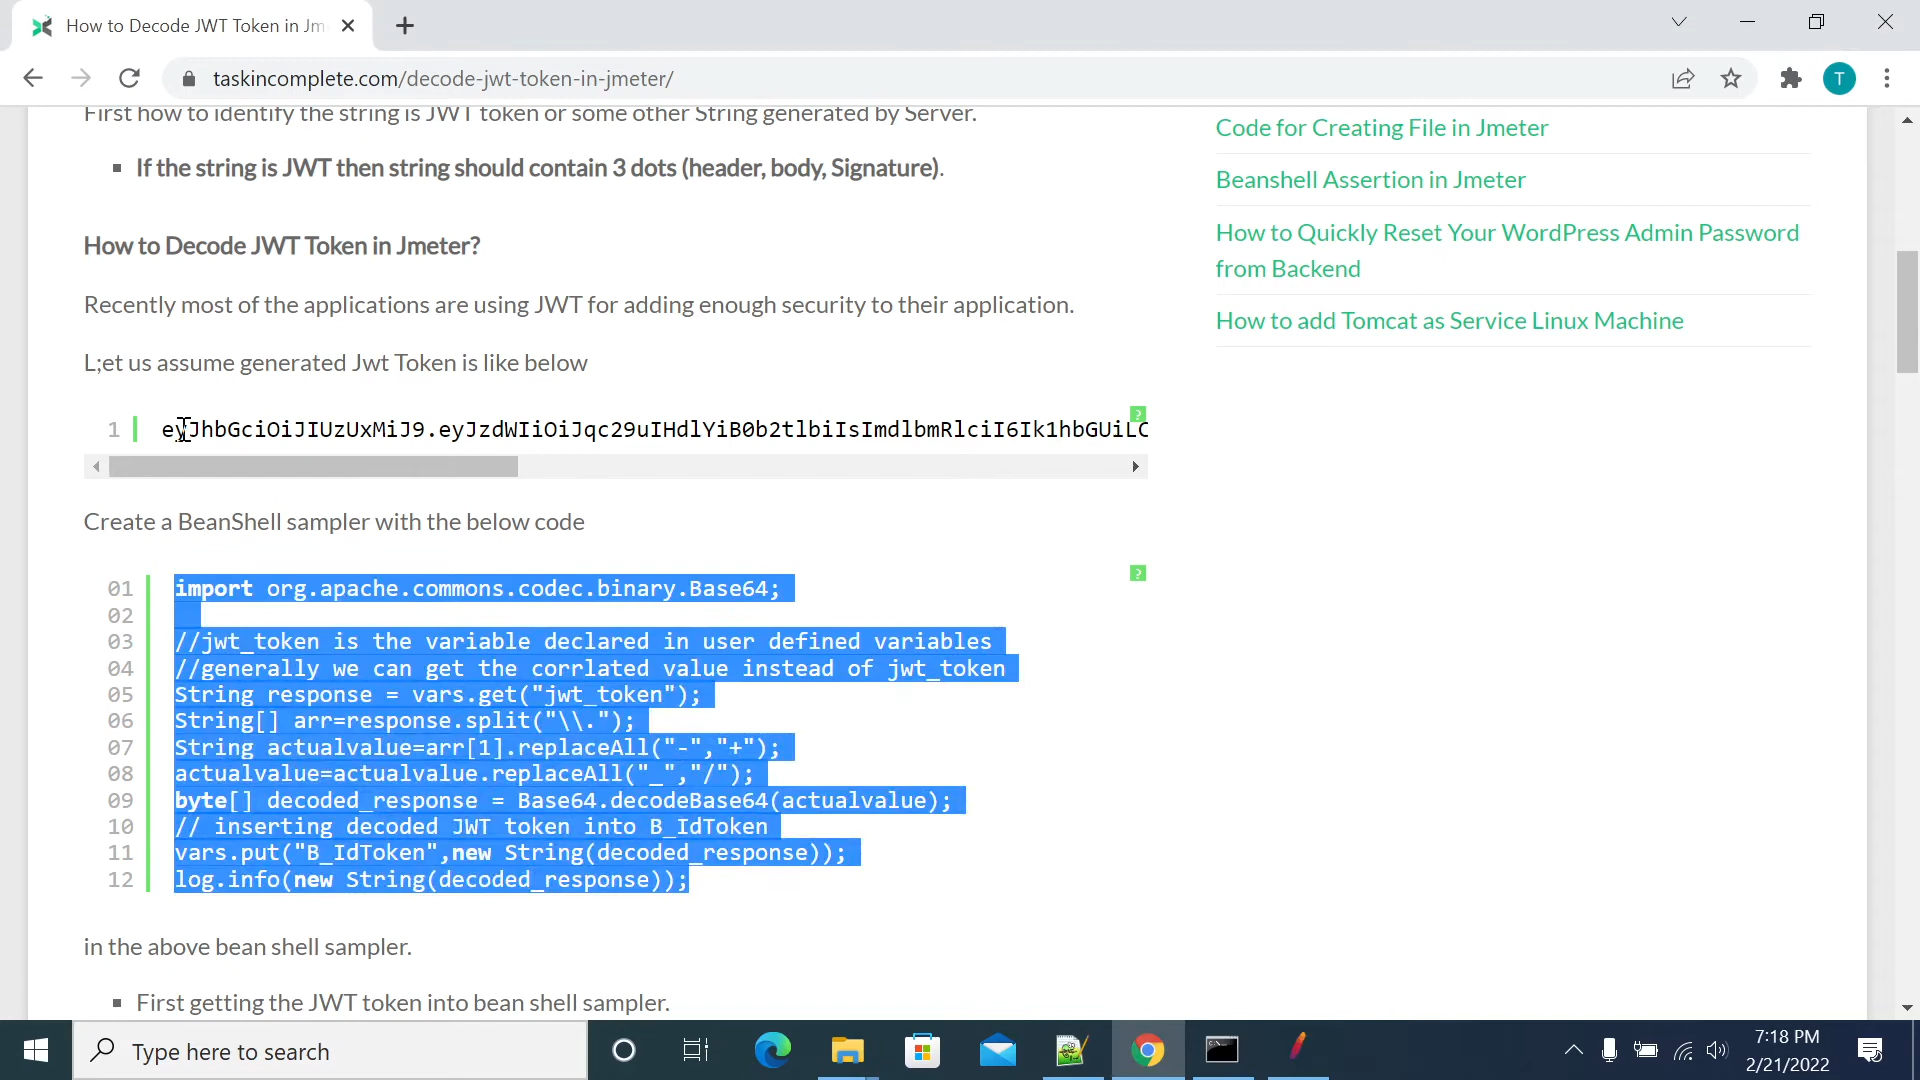 How to Decode JWT Token in Jm
taskincomplete.com/decode-jwt-token-in-jmeter/
T
First how to identify the string is JWT token or some other String generated by Server.
If the string is JWT then string should contain 3 dots (header, body, Signature).
How to Decode JWT Token in Jmeter?
Recently most of the applications are using JWT for adding enough security to their application.
L;et us assume generated Jwt Token is like below
?
1 eyJhbGciOiJIUzUxMiJ9.eyJzdWIiOiJqc29uIHdlYiB0b2tlbiIsImdlbmRlciI6Ik1hbGUiLC
Create a BeanShell sampler with the below code
?
01 import org.apache.commons.codec.binary.Base64;
02
03 //jwt_token is the variable declared in user defined variables
04 //generally we can get the corrlated value instead of jwt_token
05 String response = vars.get("jwt_token");
06 String[] arr=response.split("\\.");
07 String actualvalue=arr[1].replaceAll("-","+");
08 actualvalue=actualvalue.replaceAll("_","/");
09 byte[] decoded_response = Base64.decodeBase64(actualvalue);
10 // inserting decoded JWT token into B_IdToken
11 vars.put("B_IdToken",new String(decoded_response));
12 log.info(new String(decoded_response));
in the above bean shell sampler.
First getting the JWT token into bean shell sampler.
Code for Creating File in Jmeter
Beanshell Assertion in Jmeter
How to Quickly Reset Your WordPress Admin Password
from Backend
How to add Tomcat as Service Linux Machine
Type here to search
7:18 PM
2/21/2022